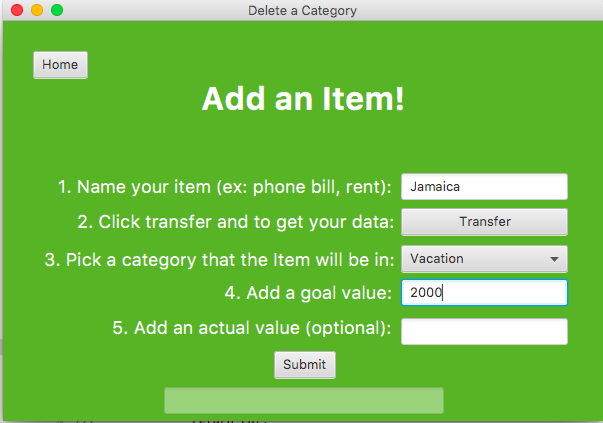 Delete a Category
Home
Add an Item!
1. Name your item (ex: phone bill, rent): Jamaica
2. Click transfer and to get your data: Transfer
3. Pick a category that the Item will be in: Vacation
4. Add a goal value: 2000
5. Add an actual value (optional):
Submit